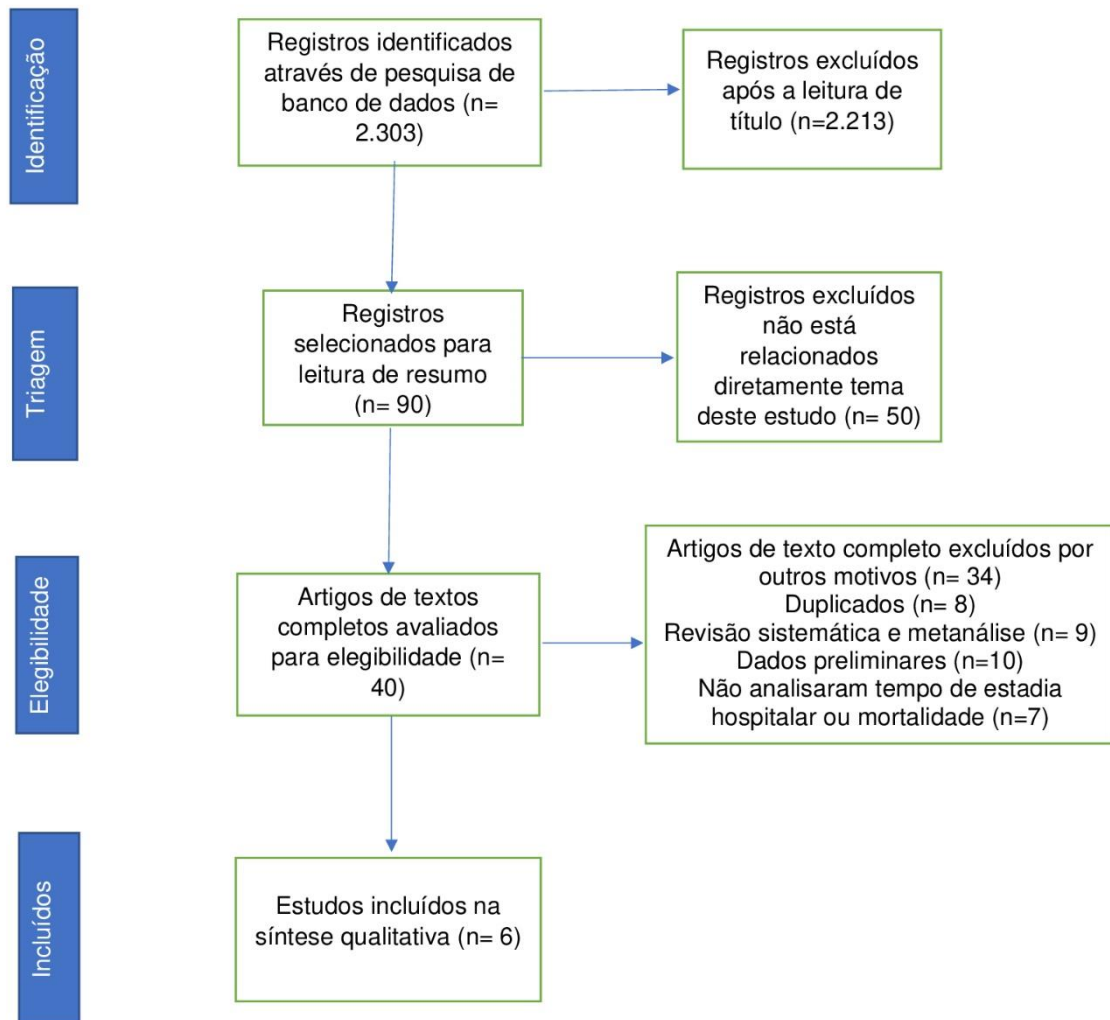 Identificação
Registros identificados
através de pesquisa de
banco de dados (n=
2.303)
Registros excluídos
após a leitura de
título (n=2.213)
Triagem
Registros
selecionados para
leitura de resumo
(n= 90)
Registros excluídos
não está
relacionados
diretamente tema
deste estudo (n= 50)
Elegibilidade
Artigos de textos
completos avaliados
para elegibilidade (n=
40)
Artigos de texto completo excluídos por
outros motivos (n= 34)
Duplicados (n= 8)
Revisão sistemática e metanálise (n= 9)
Dados preliminares (n=10)
Não analisaram tempo de estadia
hospitalar ou mortalidade (n=7)
Incluídos
Estudos incluídos na
síntese qualitativa (n= 6)